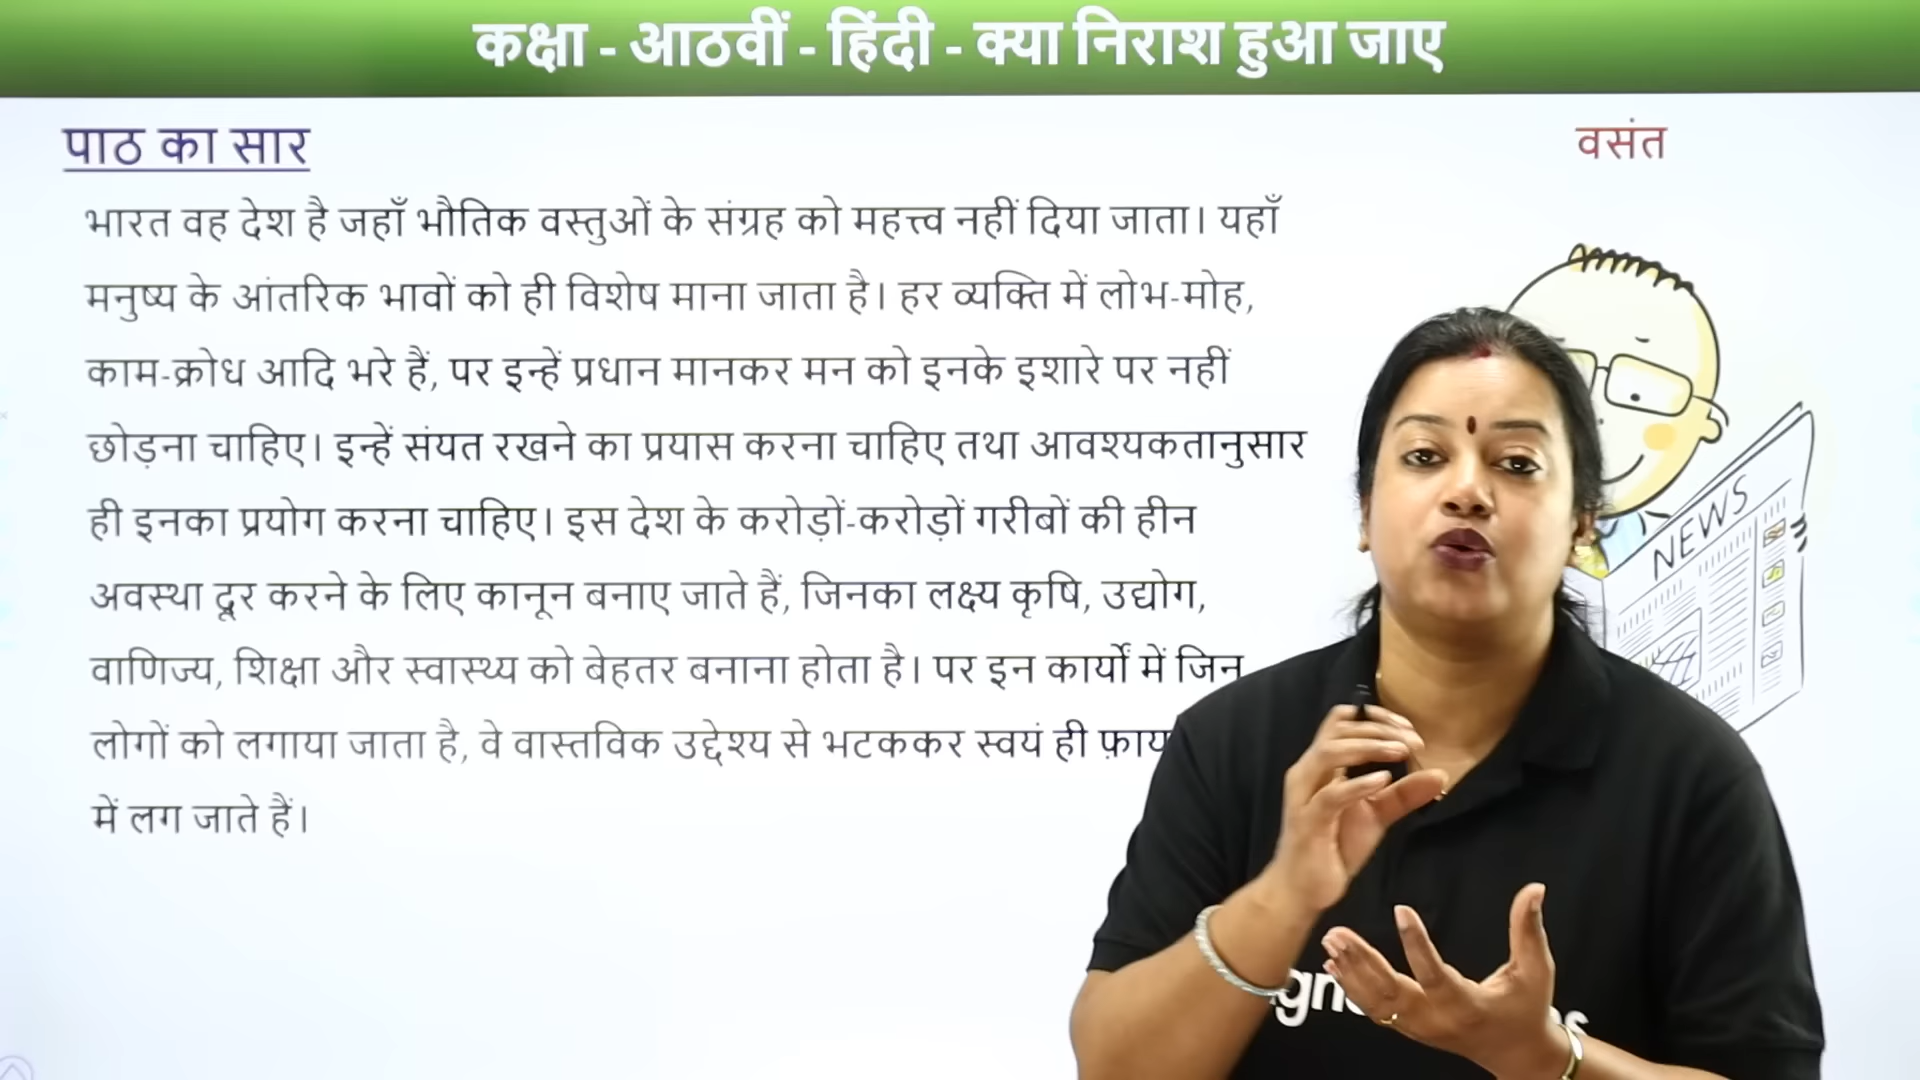 कक्षा - आठवीं - हिंदी - क्या निराश हुआ जाए
पाठ का सार
वसंत
भारत वह देश है जहाँ भौतिक वस्तुओं के संग्रह को महत्त्व नहीं दिया जाता। यहाँ
मनुष्य के आंतरिक भावों को ही विशेष माना जाता है। हर व्यक्ति में लोभ-मोह,
काम-क्रोध आदि भरे हैं, पर इन्हें प्रधान मानकर मन को इनके इशारे पर नहीं
छोड़ना चाहिए। इन्हें संयत रखने का प्रयास करना चाहिए तथा आवश्यकतानुसार
ही इनका प्रयोग करना चाहिए। इस देश के करोड़ों-करोड़ों गरीबों की हीन
अवस्था दूर करने के लिए कानून बनाए जाते हैं, जिनका लक्ष्य कृषि, उद्योग,
वाणिज्य, शिक्षा और स्वास्थ्य को बेहतर बनाना होता है। पर इन कार्यों में जिन
लोगों को लगाया जाता है, वे वास्तविक उद्देश्य से भटककर स्वयं ही
में लग जाते हैं।
NEWS